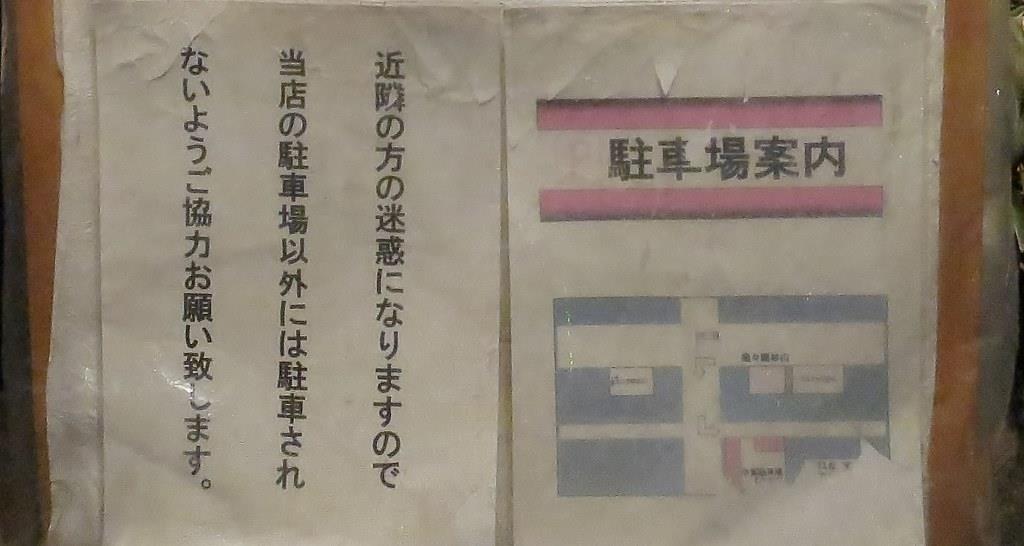 駐車場案内
近隣の方の迷惑になりますので
当店の駐車場以外には駐車され
ないようご協力お願い致します。